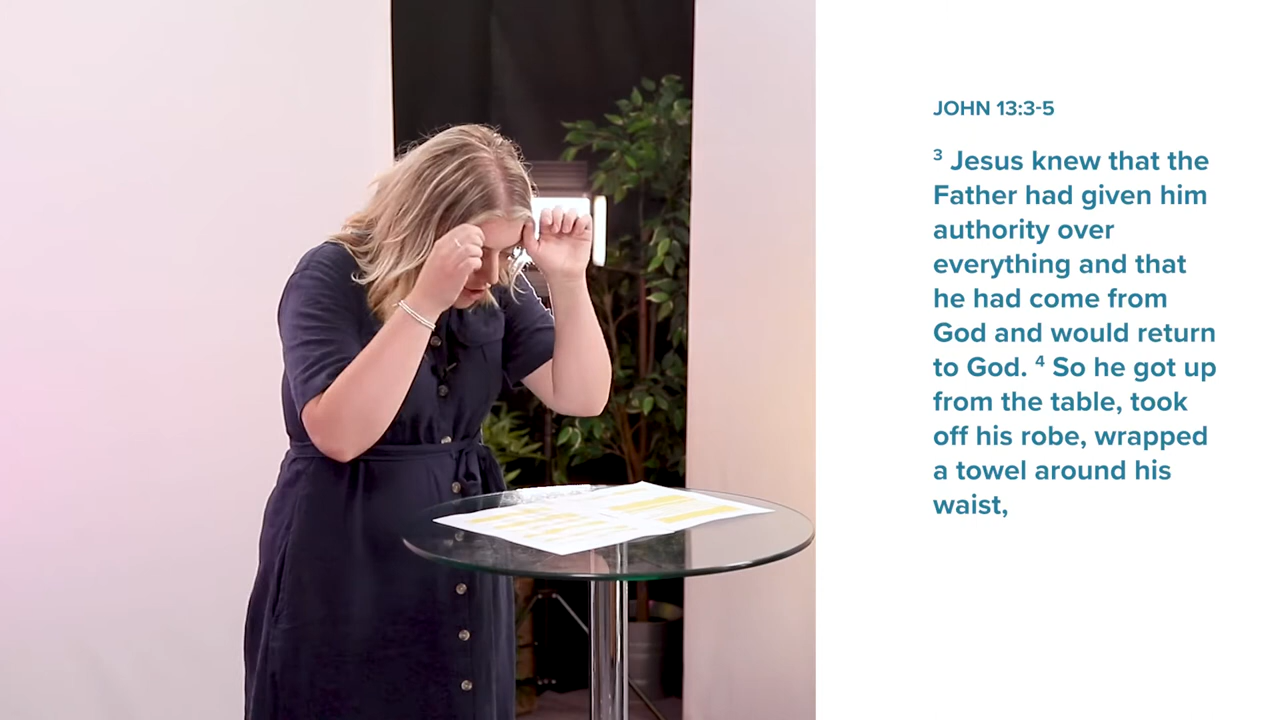 JOHN 13:3-5
³ Jesus knew that the
Father had given him
authority over
everything and that
he had come from
God and would return
to God. ⁴ So he got up
from the table, took
off his robe, wrapped
a towel around his
waist,